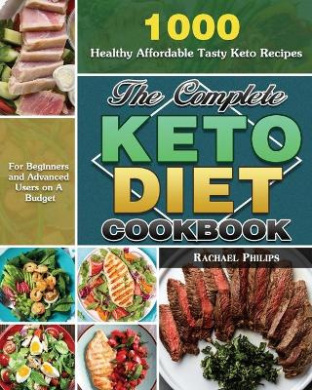 1000
Healthy Affordable Tasty Keto Recipes
The Complete
KETO
DIET
COOKBOOK
For Beginners
and Advanced
Users on A
Budget
RACHAEL PHILIPS